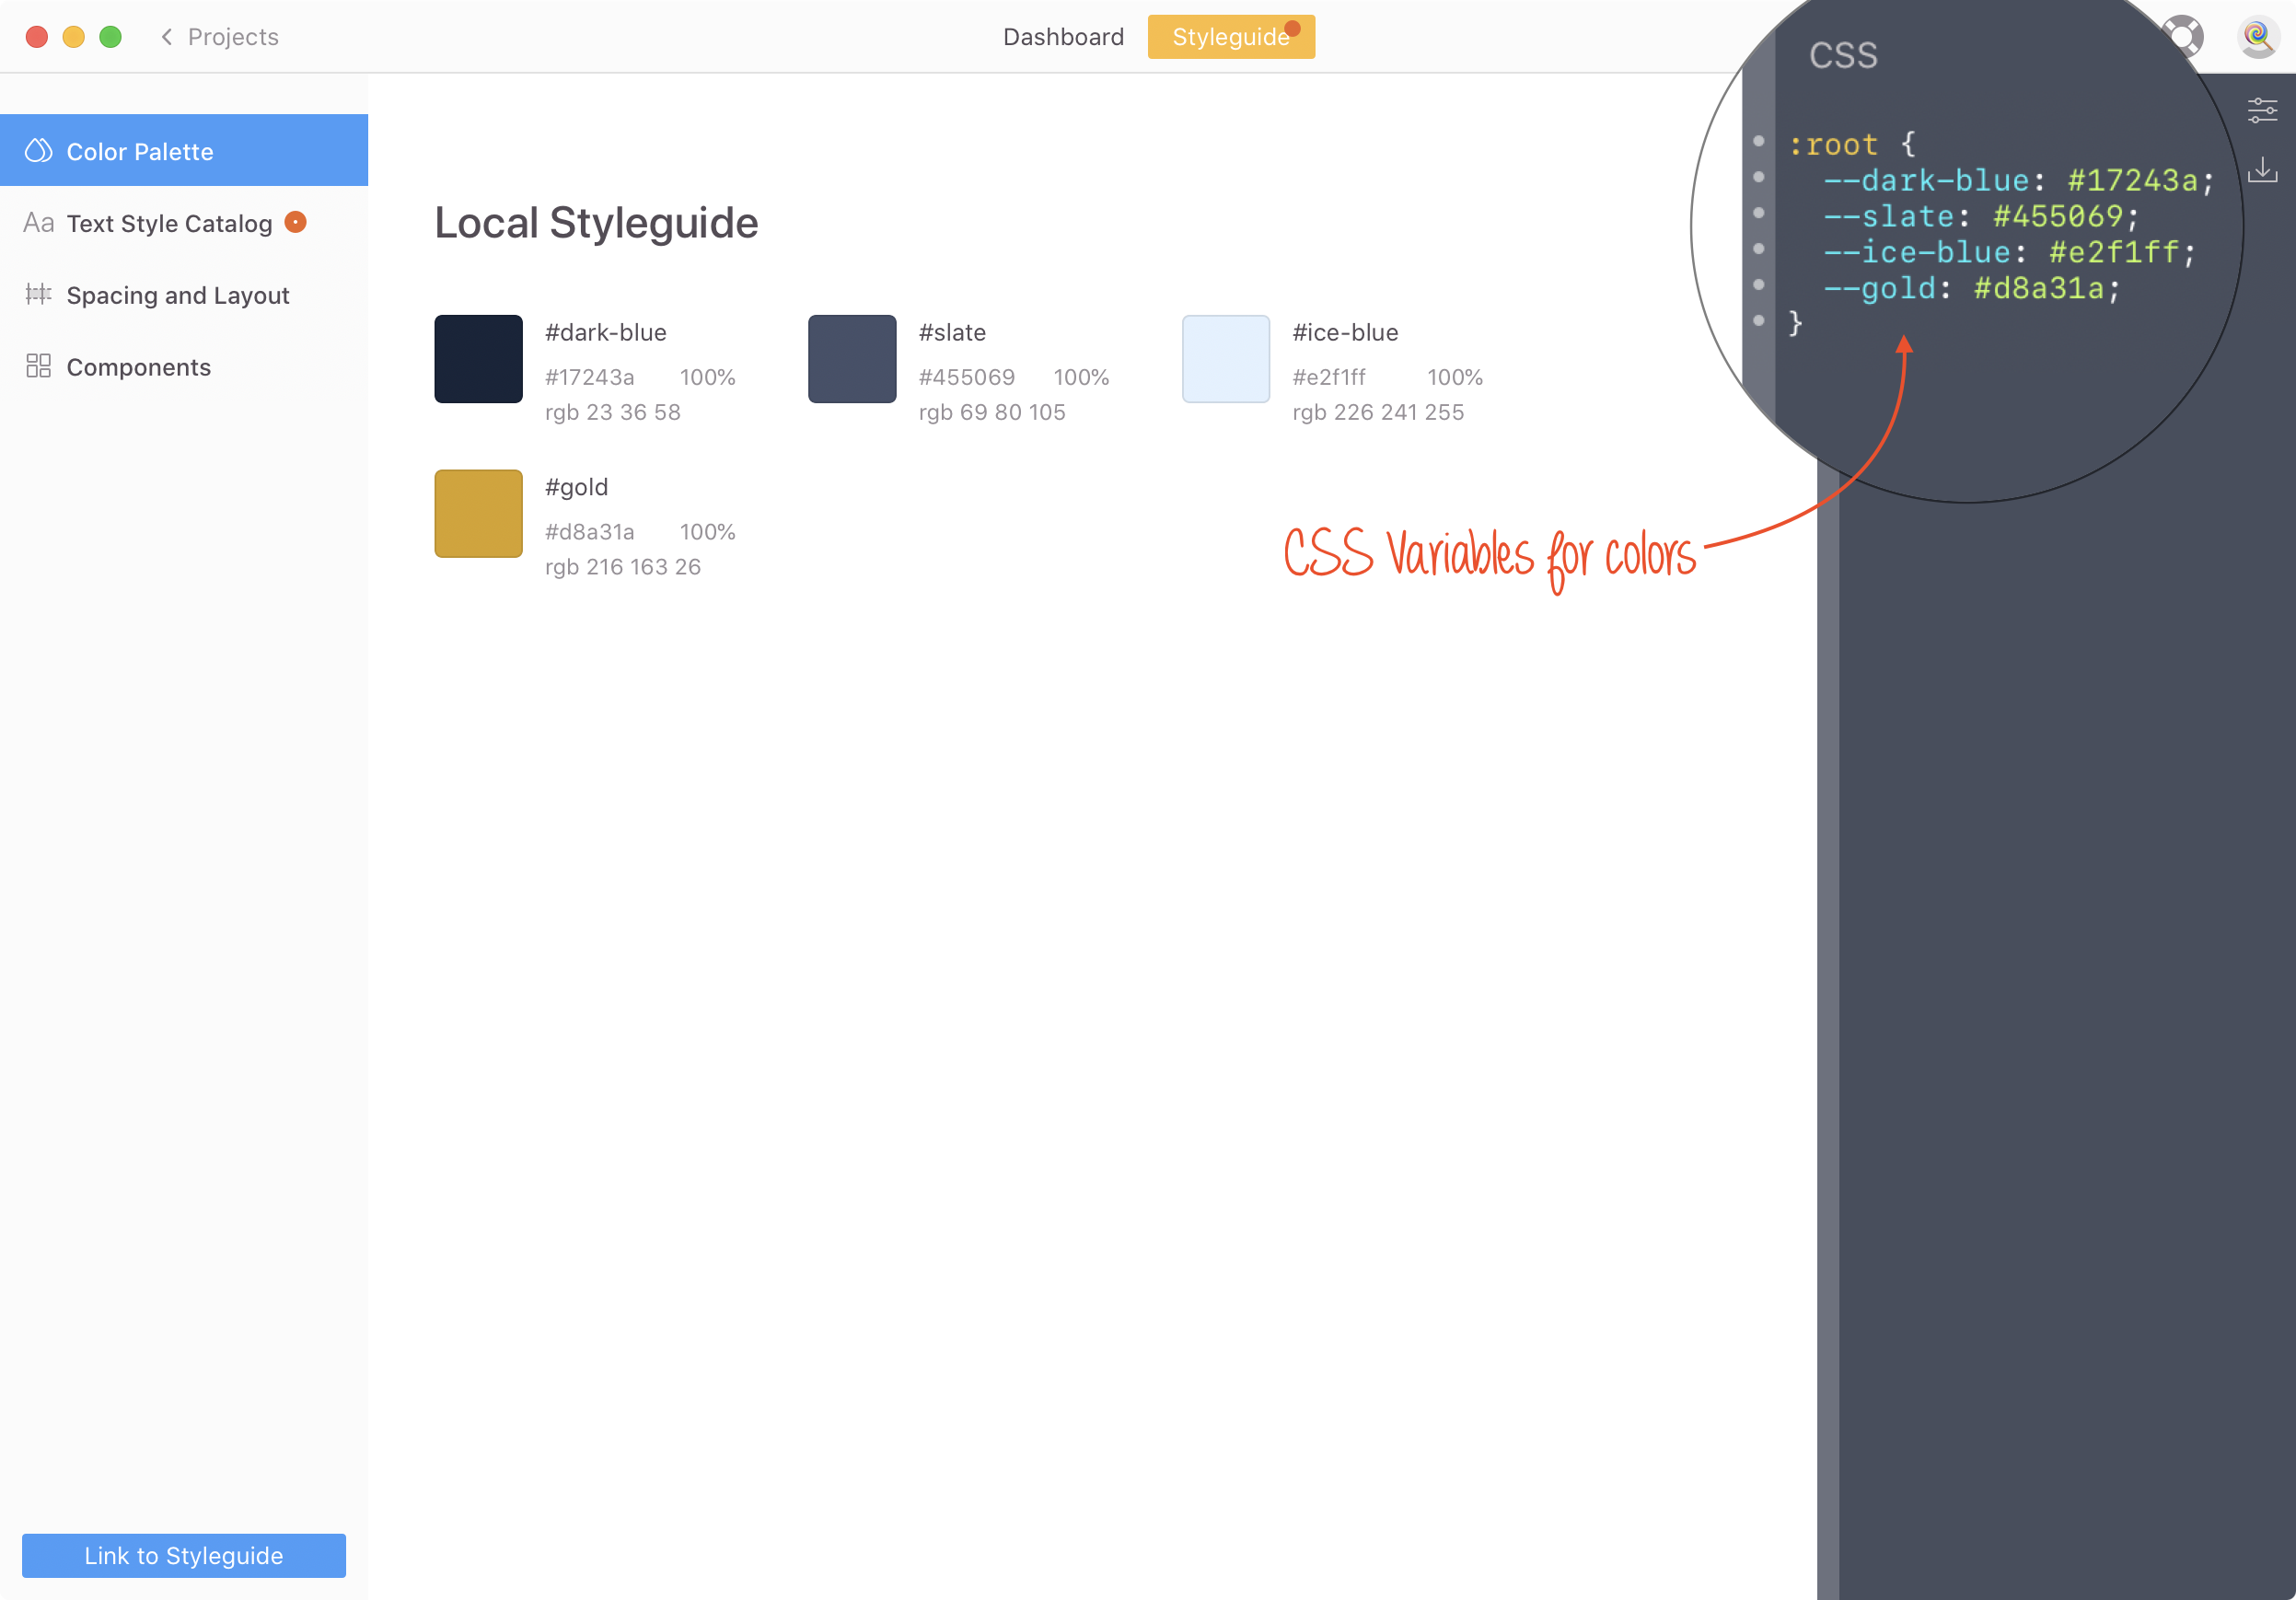 Projects
Dashboard
Styleguide
CSS
Color Palette
Aa Text Style Catalog
Spacing and Layout
Components
Local Styleguide
#dark-blue
#17243a 100%
rgb 23 36 58
#slate
#455069 100%
rgb 69 80 105
#ice-blue
#e2f1ff 100%
rgb 226 241 255
#gold
#d8a31a 100%
rgb 216 163 26
:root {
--dark-blue: #17243a;
--slate: #455069;
--ice-blue: #e2f1ff;
--gold: #d8a31a;
}
CSS Variables for colors
Link to Styleguide